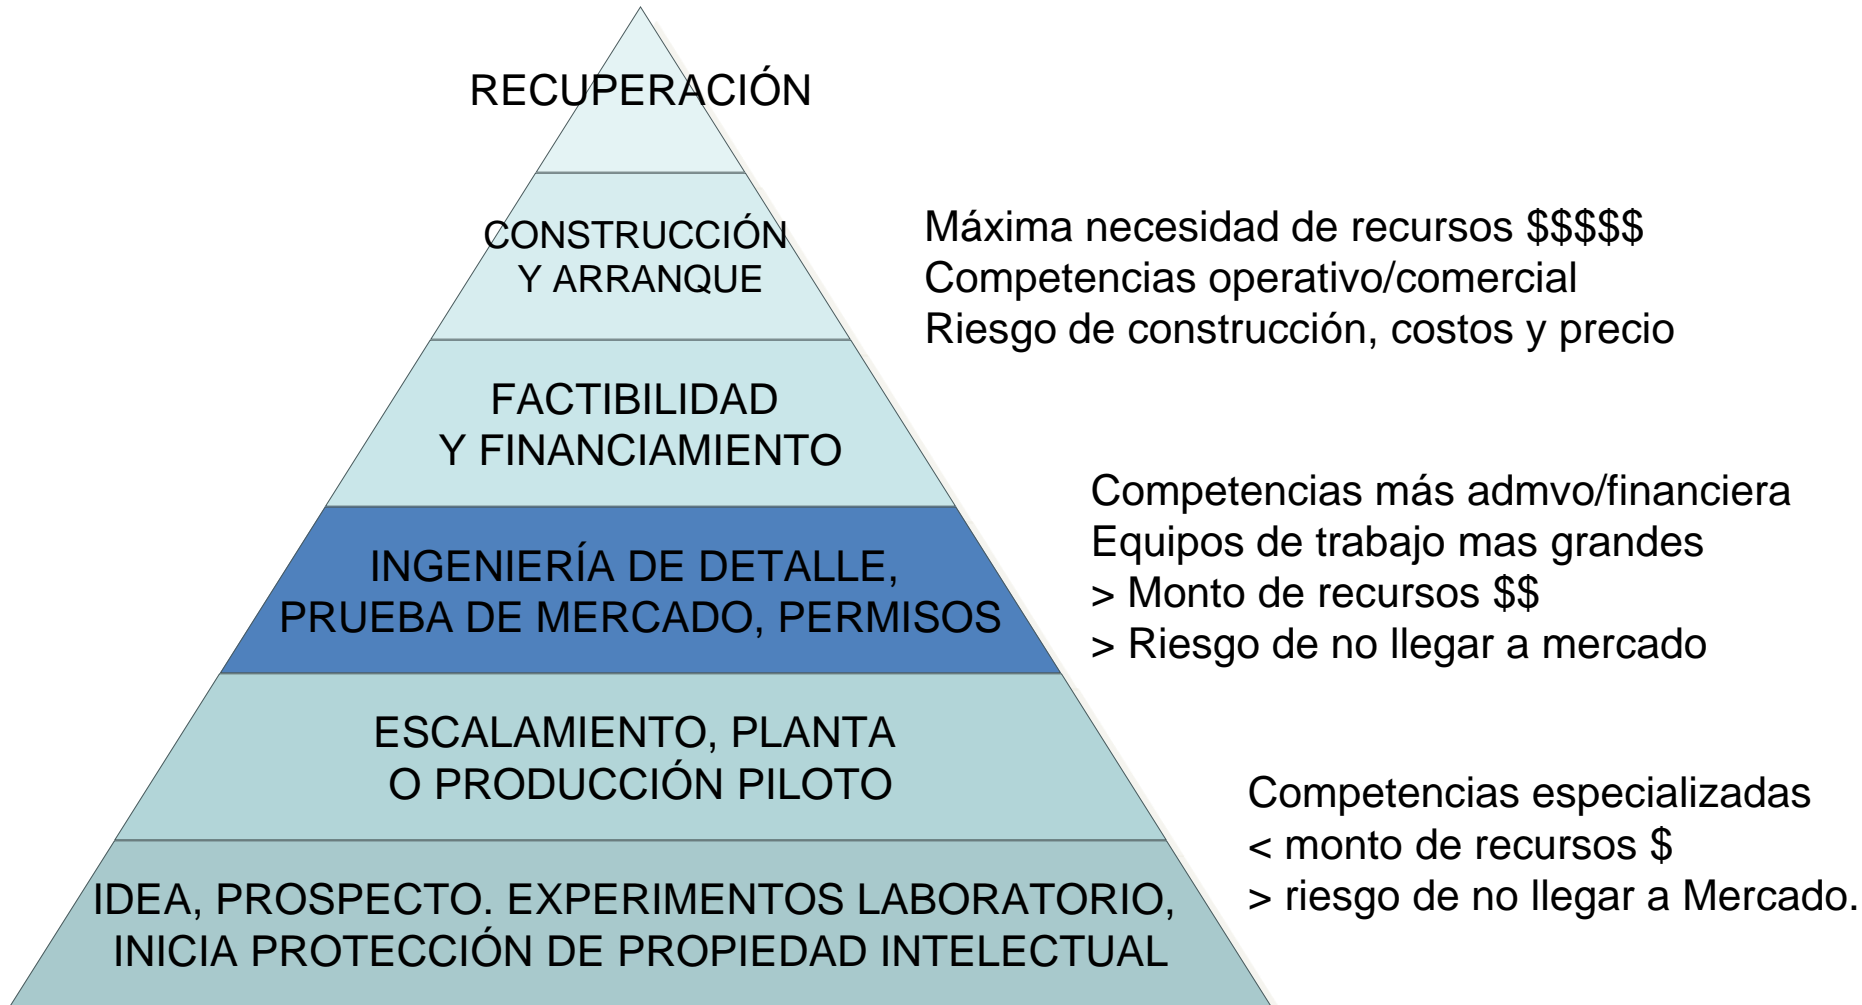 RECUPERACIÓN
CONSTRUCCIÓN
Y ARRANQUE
Máxima necesidad de recursos $$$$$
Competencias operativo/comercial
Riesgo de construcción, costos y precio
FACTIBILIDAD
Y FINANCIAMIENTO
Competencias más admvo/financiera
Equipos de trabajo mas grandes
> Monto de recursos $$
> Riesgo de no llegar a mercado
INGENIERÍA DE DETALLE,
PRUEBA DE MERCADO, PERMISOS
ESCALAMIENTO, PLANTA
O PRODUCCIÓN PILOTO
Competencias especializadas
< monto de recursos $
> riesgo de no llegar a Mercado.
IDEA, PROSPECTO. EXPERIMENTOS LABORATORIO,
INICIA PROTECCIÓN DE PROPIEDAD INTELECTUAL